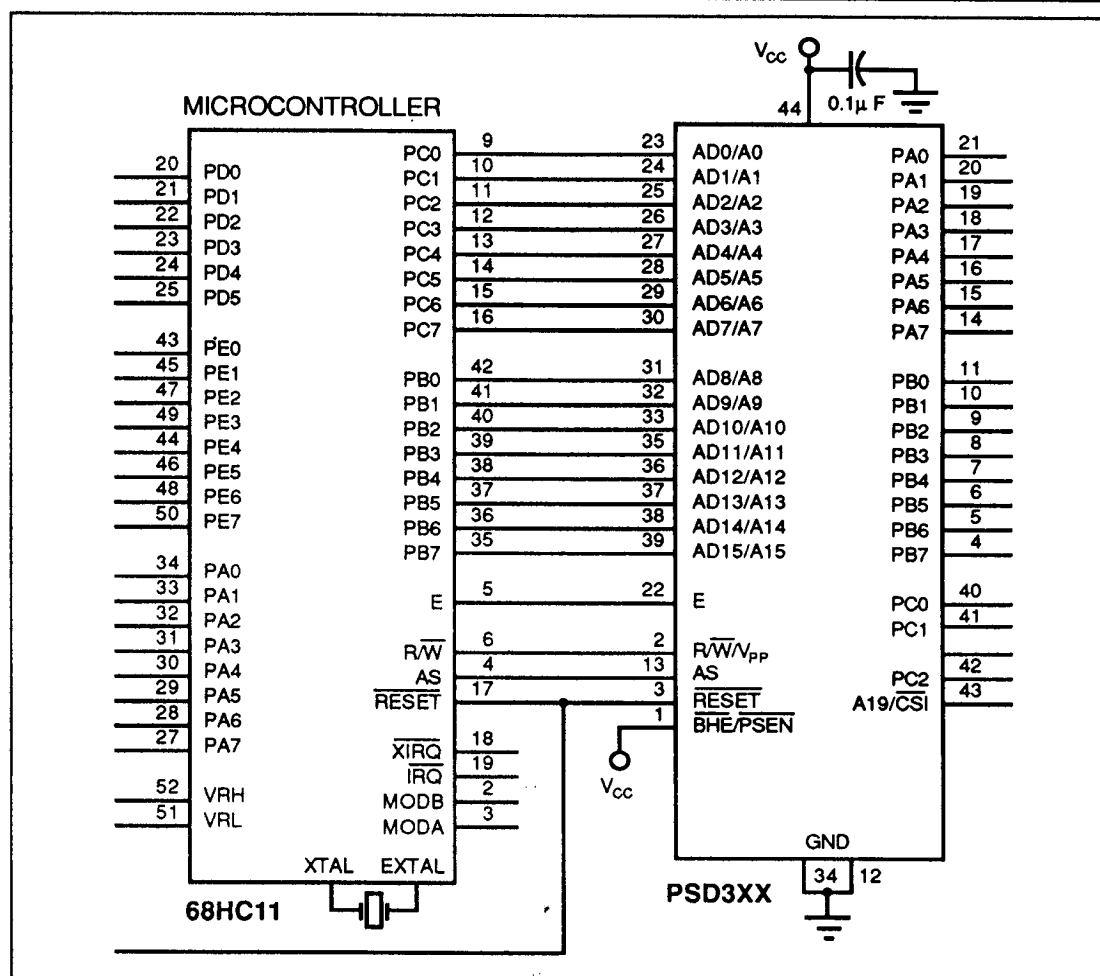 VCC
0.1μ F
44
MICROCONTROLLER
20 PD0
21 PD1
22 PD2
23 PD3
24 PD4
25 PD5
43 PE0
45 PE1
47 PE2
49 PE3
44 PE4
46 PE5
48 PE6
50 PE7
34 PA0
33 PA1
32 PA2
31 PA3
30 PA4
29 PA5
28 PA6
27 PA7
52 VRH
51 VRL
PC0 9
PC1 10
PC2 11
PC3 12
PC4 13
PC5 14
PC6 15
PC7 16
PB0 42
PB1 41
PB2 40
PB3 39
PB4 38
PB5 37
PB6 36
PB7 35
E 5
R/W̅ 6
AS 4
R̅E̅S̅E̅T̅ 17
X̅I̅R̅Q̅ 18
I̅R̅Q̅ 19
MODB 2
MODA 3
XTAL EXTAL
68HC11
23 AD0/A0
24 AD1/A1
25 AD2/A2
26 AD3/A3
27 AD4/A4
28 AD5/A5
29 AD6/A6
30 AD7/A7
31 AD8/A8
32 AD9/A9
33 AD10/A10
35 AD11/A11
36 AD12/A12
37 AD13/A13
38 AD14/A14
39 AD15/A15
22 E
2 R/W̅/VPP
13 AS
3 R̅E̅S̅E̅T̅
1 B̅H̅E̅/P̅S̅E̅N̅
VCC
PA0 21
PA1 20
PA2 19
PA3 18
PA4 17
PA5 16
PA6 15
PA7 14
PB0 11
PB1 10
PB2 9
PB3 8
PB4 7
PB5 6
PB6 5
PB7 4
PC0 40
PC1 41
PC2 42
A19/C̅S̅I̅ 43
GND
34 12
PSD3XX